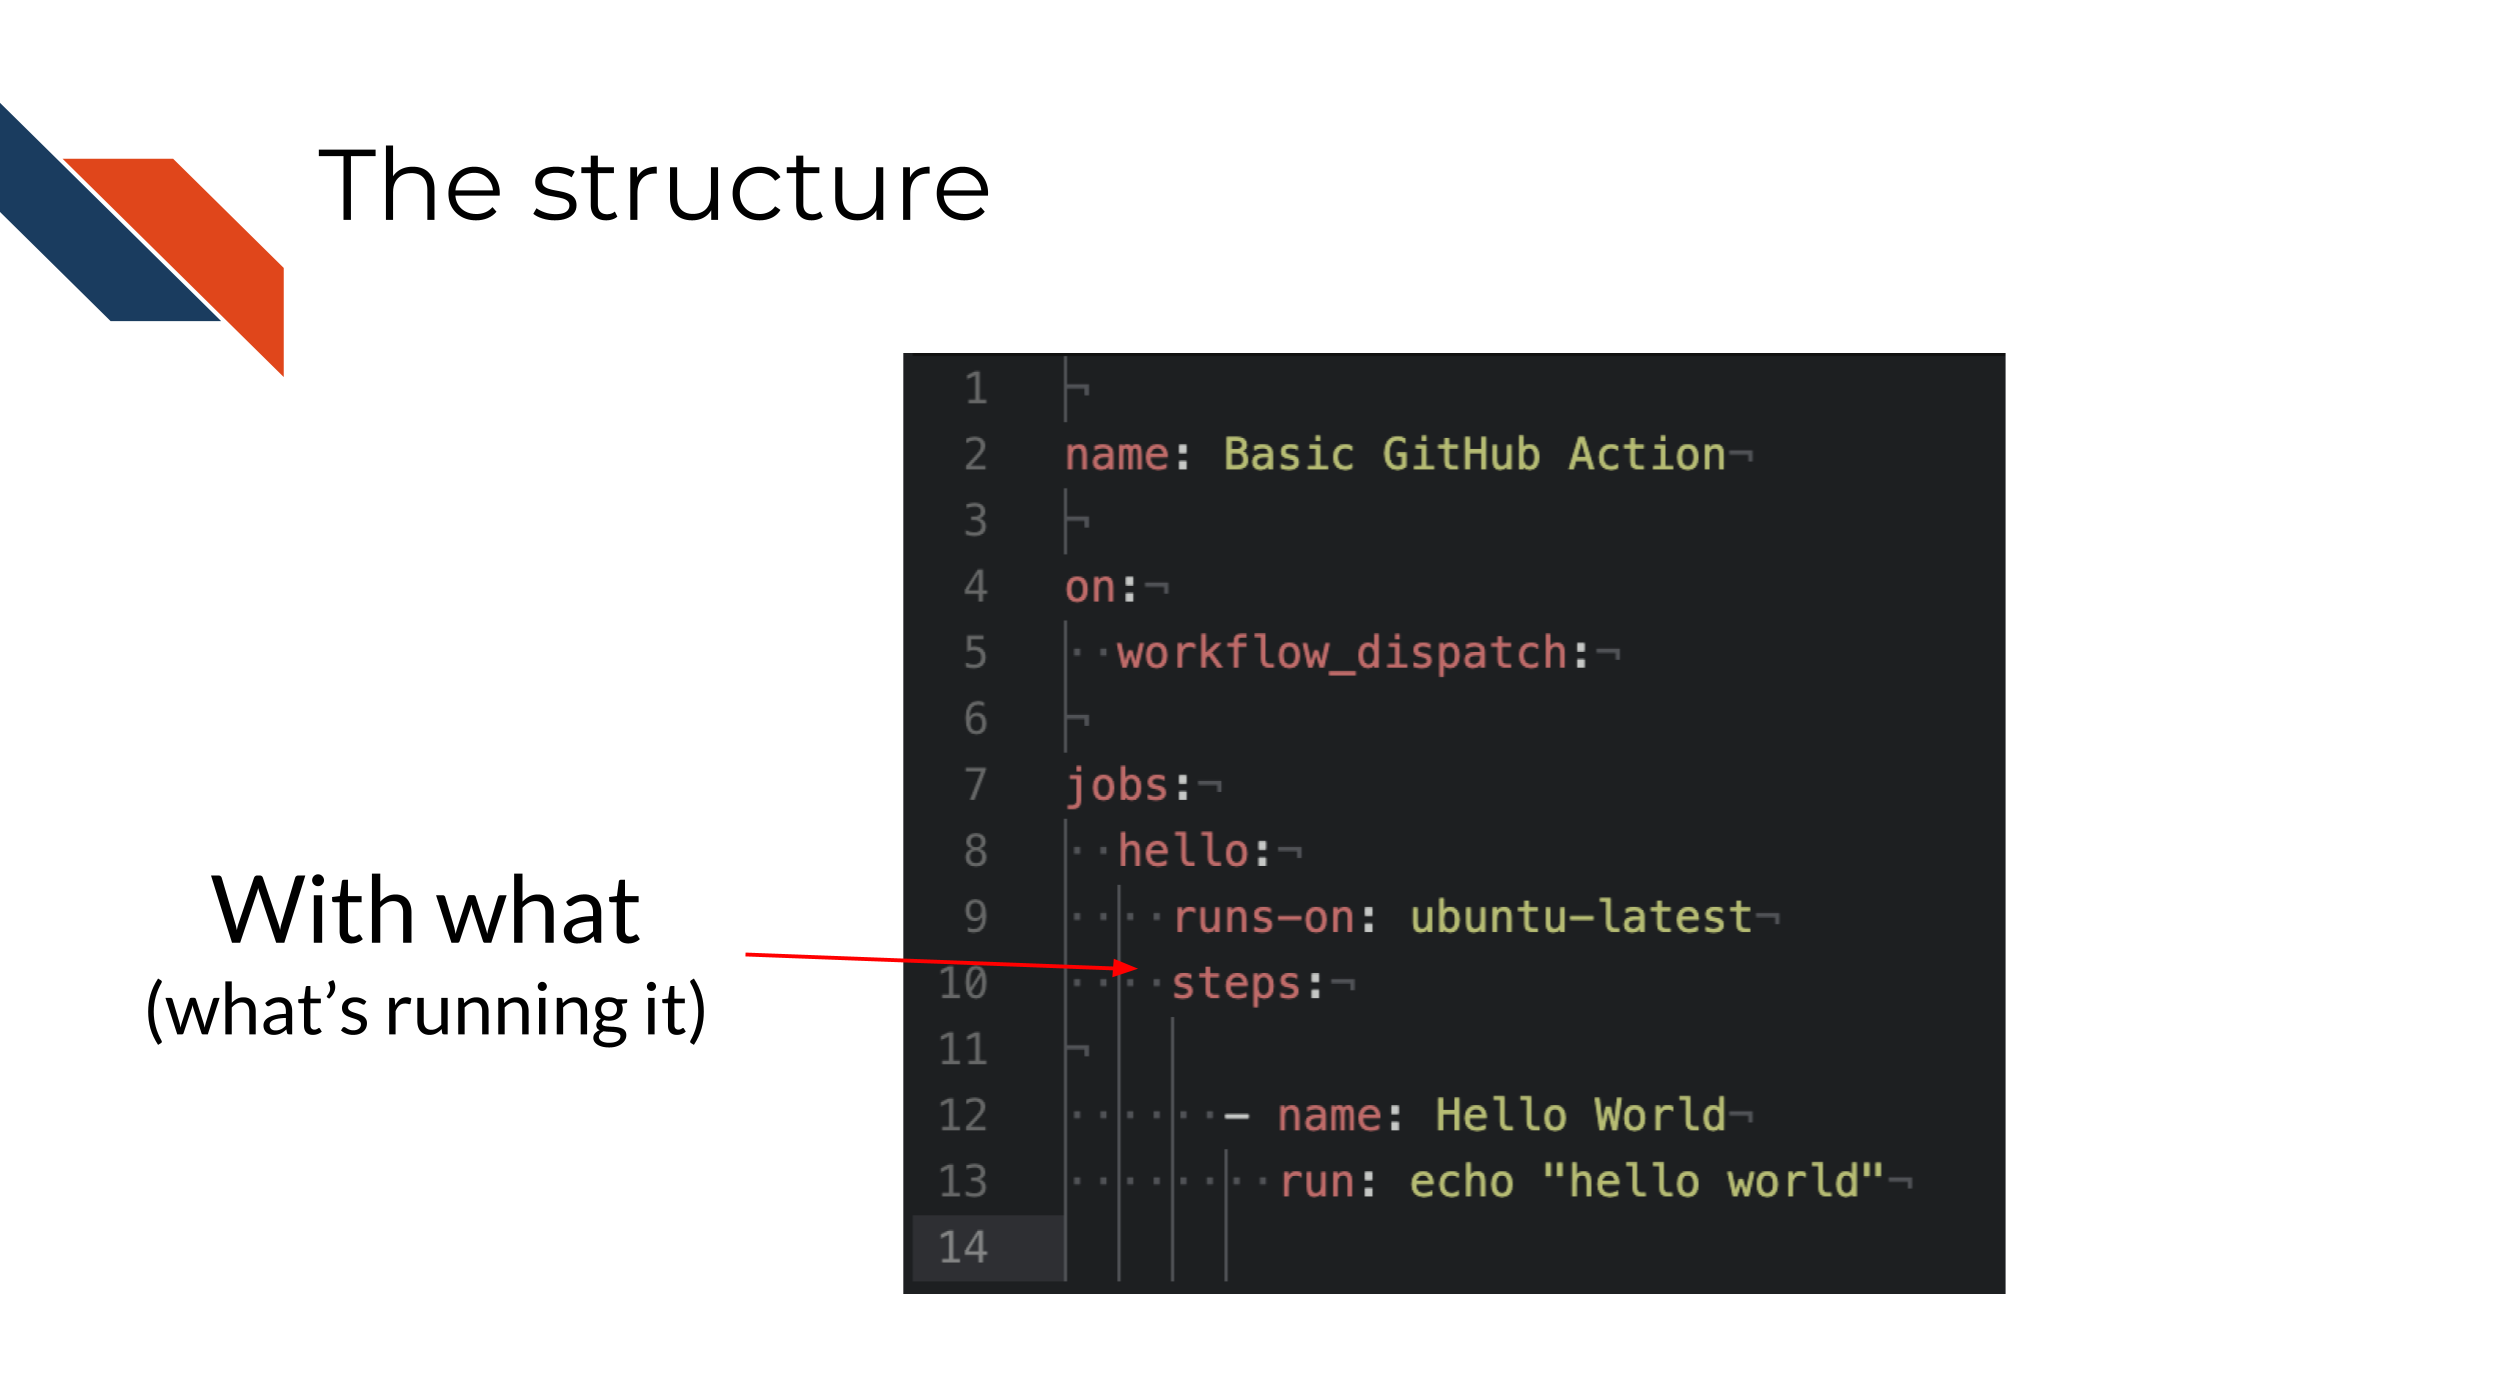 The structure
With what
(what's running it)
1 ¬
2 name: Basic GitHub Action¬
3 ¬
4 on:¬
5 ··workflow_dispatch:¬
6 ¬
7 jobs:¬
8 ··hello:¬
9 ····runs-on: ubuntu-latest¬
10 ····steps:¬
11 ¬
12 ······- name: Hello World¬
13 ········run: echo "hello world"¬
14